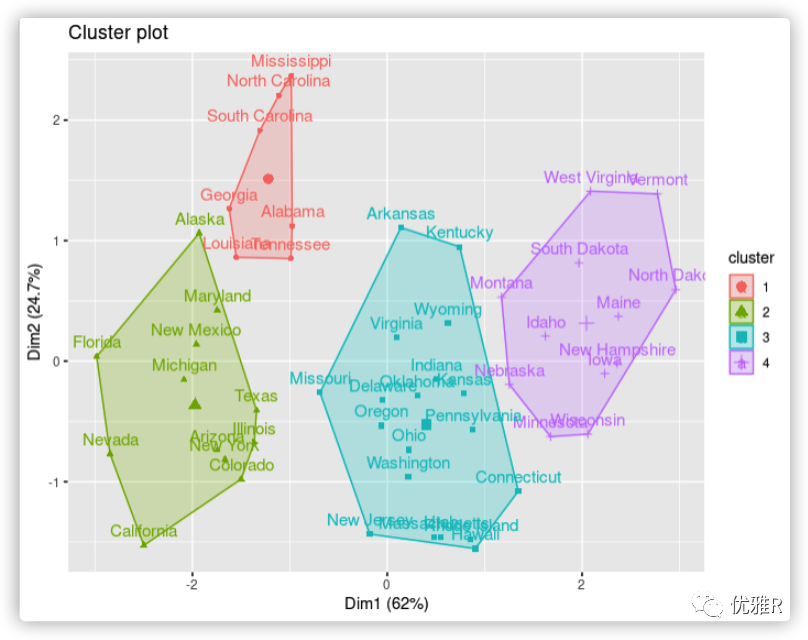 Cluster plot
Mississippi
North Carolina
South Carolina
Georgia
Alabama
Louisiana
Tennessee
Alaska
Maryland
New Mexico
Florida
Michigan
Texas
Illinois
Arizona
New York
Nevada
Colorado
California
Arkansas
Kentucky
Wyoming
Virginia
Indiana
Missouri
Oklahoma
Delaware
Kansas
Oregon
Pennsylvania
Ohio
Washington
Connecticut
New Jersey
Massachusetts
Utah
Rhode Island
Hawaii
West Virginia
Vermont
South Dakota
Montana
North Dako
Maine
Idaho
New Hampshire
Iowa
Nebraska
Minnesota
Wisconsin
2
1
0
-1
Dim2 (24.7%)
-2
0
2
Dim1 (62%)
cluster
1
2
3
4
优雅R